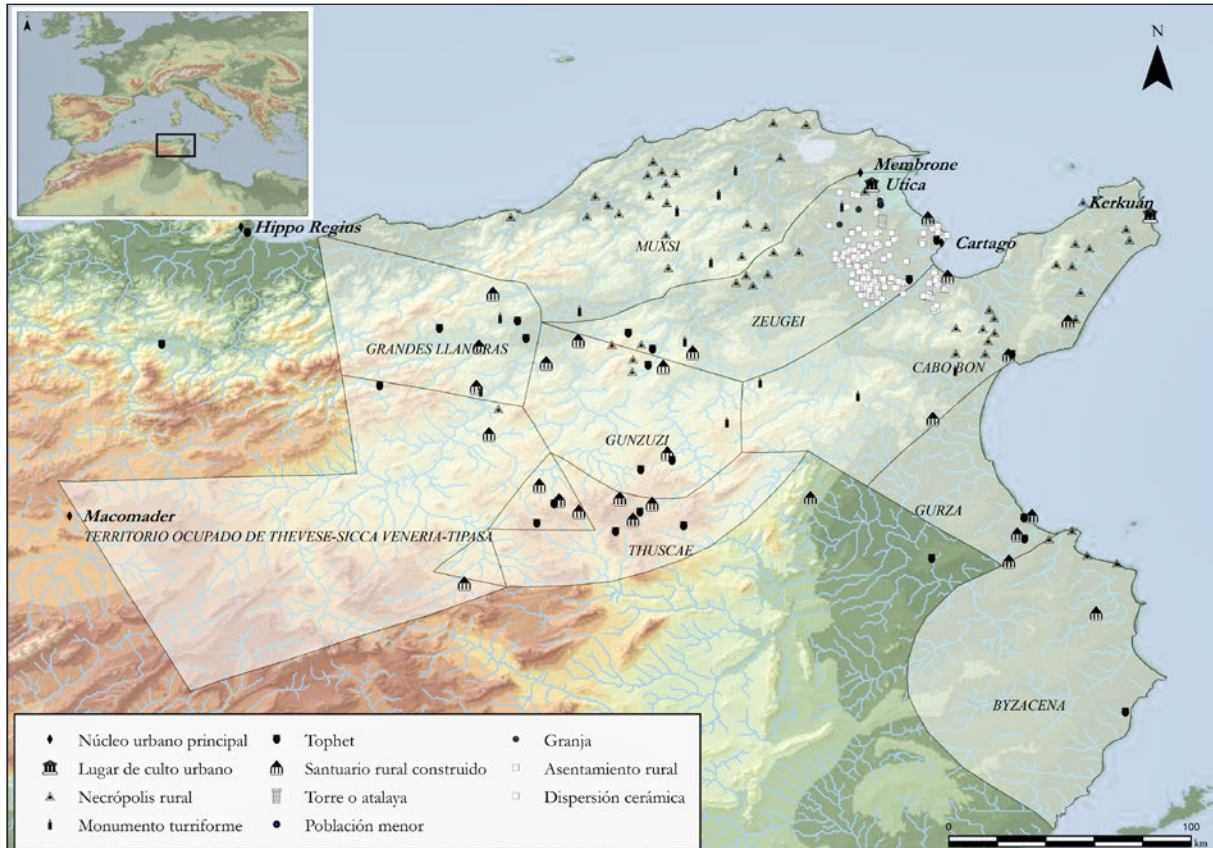 N
Membrone
Utica
Kerkuán
Hippo Regius
Cartago
MUXSI
ZEUGEI
GRANDES LLANURAS
CABO BON
GUNZUZI
Macomader
GURZA
TERRITORIO OCUPADO DE THEVESE-SICCA VENERIA-TIPASA
THUSCAE
BYZACENA
Núcleo urbano principal
Lugar de culto urbano
Necrópolis rural
Monumento turriforme
Tophet
Santuario rural construido
Torre o atalaya
Población menor
Granja
Asentamiento rural
Dispersión cerámica
0 100
km